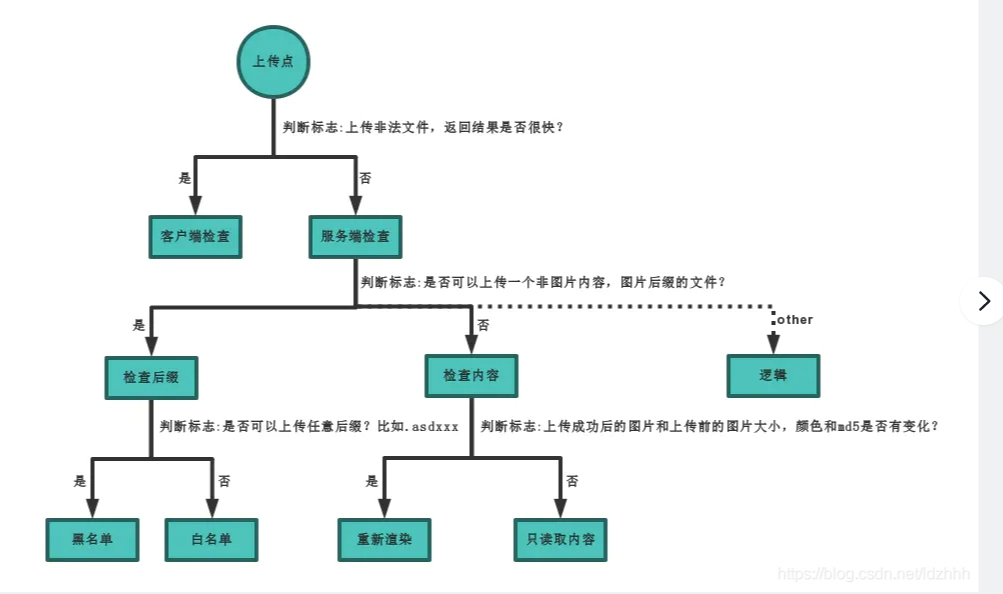 上传点
判断标志:上传非法文件，返回结果是否很快？
是
否
客户端检查
服务端检查
判断标志:是否可以上传一个非图片内容，图片后缀的文件？
是
否
other
检查后缀
检查内容
逻辑
判断标志:是否可以上传任意后缀？比如.asdxxx
判断标志:上传成功后的图片和上传前的图片大小，颜色和md5是否有变化？
是
否
是
否
黑名单
白名单
重新渲染
只读取内容
https://blog.csdn.net/ldzhhh